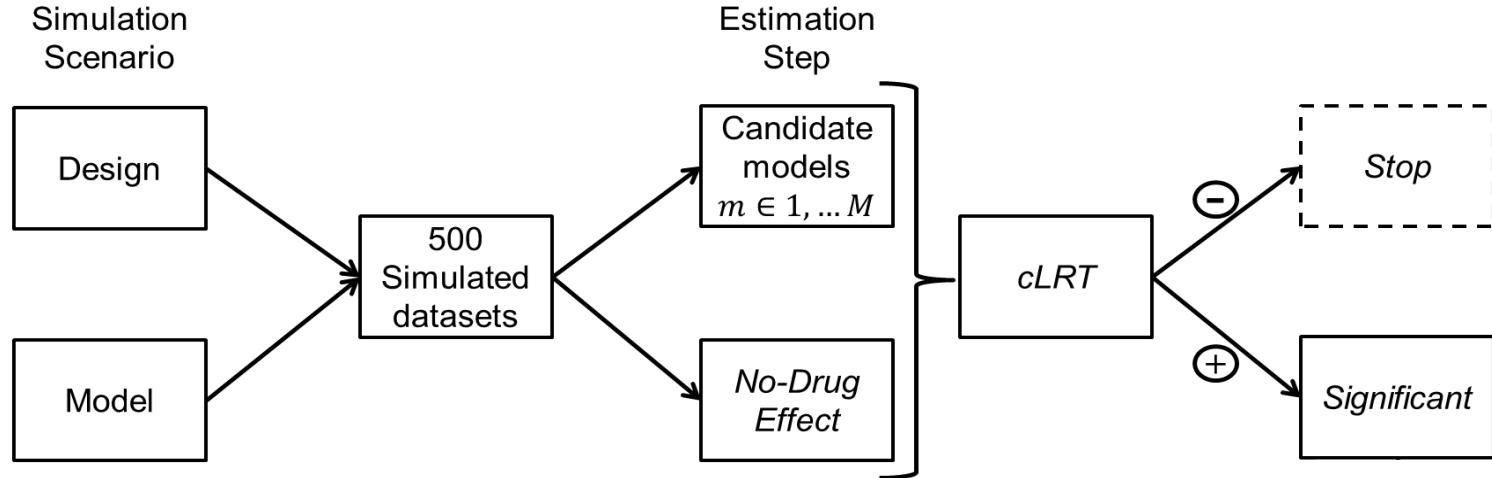 Simulation
Scenario
Estimation
Step
Design
Model
500
Simulated
datasets
Candidate
models
m ∈ 1, … M
No-Drug
Effect
cLRT
-
+
Stop
Significant